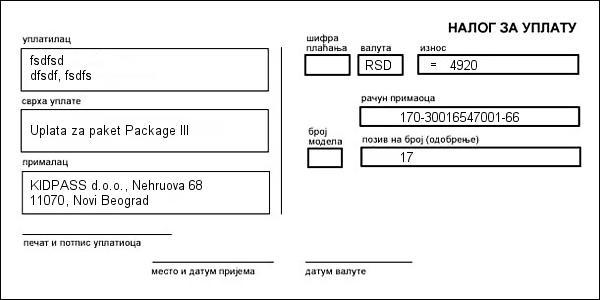 НАЛОГ ЗА УПЛАТУ
уплатилац
fsdfsd
dfsdf, fsdfs
сврха уплате
Uplata za paket Package III
прималац
KIDPASS d.o.o., Nehruova 68
11070, Novi Beograd
печат и потпис уплатиоца
место и датум пријема
шифра
плаћања
валута
износ
RSD
= 4920
рачун примаоца
170-30016547001-66
број
модела
позив на број (одобрење)
17
датум валуте